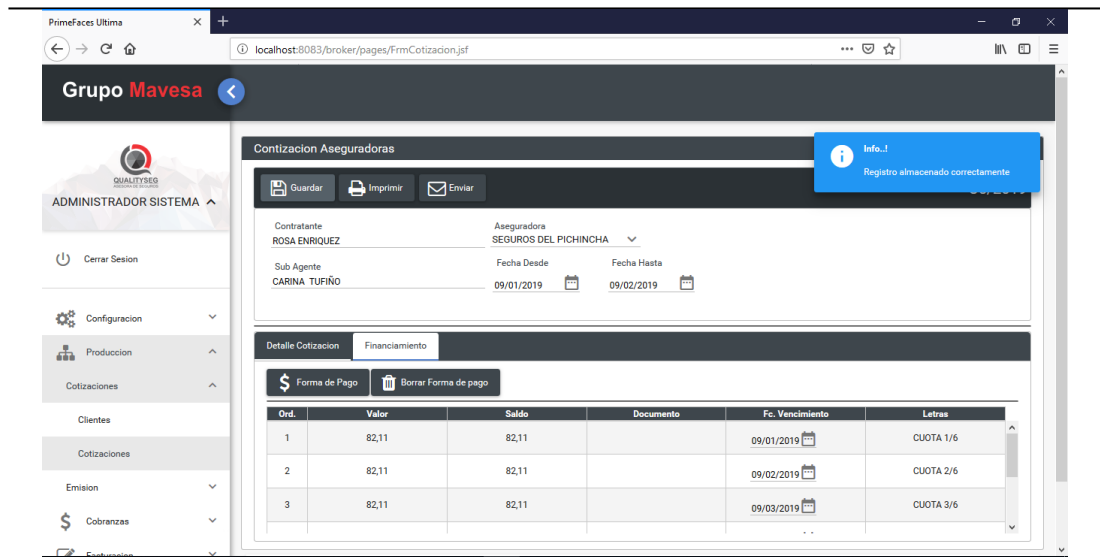 PrimeFaces Ultima
localhost:8083/broker/pages/FrmCotizacion.jsf
Grupo Mavesa
QUALITYSEG
ADMINISTRADOR SISTEMA
Cerrar Sesion
Configuracion
Produccion
Cotizaciones
Clientes
Cotizaciones
Emision
Cobranzas
Facturacion
Contizacion Aseguradoras
Info..!
Registro almacenado correctamente
Guardar Imprimir Enviar
Contratante Aseguradora
ROSA ENRIQUEZ SEGUROS DEL PICHINCHA
Sub Agente Fecha Desde Fecha Hasta
CARINA TUFIÑO 09/01/2019 09/02/2019
Detalle Cotizacion Financiamiento
Forma de Pago Borrar Forma de pago
Ord. Valor Saldo Documento Fc. Vencimiento Letras
1 82,11 82,11 09/01/2019 CUOTA 1/6
2 82,11 82,11 09/02/2019 CUOTA 2/6
3 82,11 82,11 09/03/2019 CUOTA 3/6